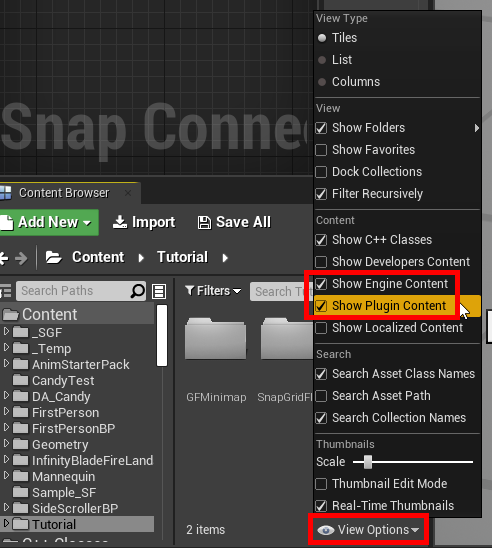 Snap Conne
View Type
Tiles
List
Columns
View
Show Folders
Show Favorites
Dock Collections
Filter Recursively
Content
Show C++ Classes
Show Developers Content
Show Engine Content
Show Plugin Content
Show Localized Content
Search
Search Asset Class Names
Search Asset Path
Search Collection Names
Thumbnails
Scale
Thumbnail Edit Mode
Real-Time Thumbnails
View Options
Content Browser
Add New Import Save All
Content Tutorial
Search Paths
Filters Search Tu
Content
_SGF
_Temp
AnimStarterPack
CandyTest
DA_Candy
FirstPerson
FirstPersonBP
Geometry
InfinityBladeFireLand
Mannequin
Sample_SF
SideScrollerBP
Tutorial
C++ Classes
GFMinimap SnapGridF
2 items